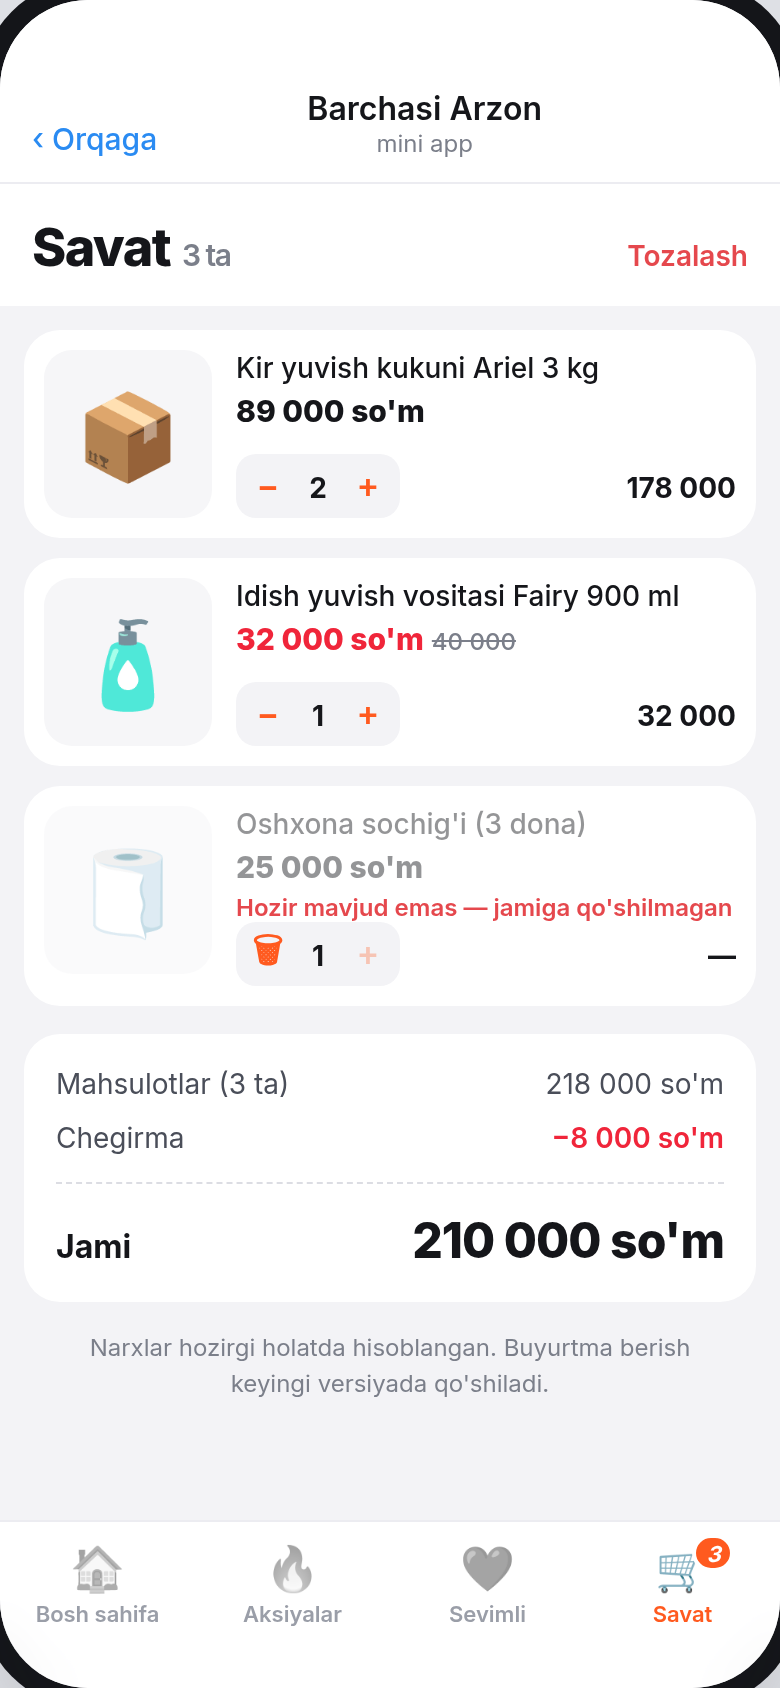 Barchasi Arzon
‹ Orqaga
mini app
Savat 3 ta
Tozalash
Kir yuvish kukuni Ariel 3 kg
89 000 so'm
− 2 +
178 000
Idish yuvish vositasi Fairy 900 ml
32 000 so'm 40 000
− 1 +
32 000
Oshxona sochig'i (3 dona)
25 000 so'm
Hozir mavjud emas — jamiga qo'shilmagan
1 +
—
Mahsulotlar (3 ta)
218 000 so'm
Chegirma
−8 000 so'm
Jami
210 000 so'm
Narxlar hozirgi holatda hisoblangan. Buyurtma berish
keyingi versiyada qo'shiladi.
3
Bosh sahifa
Aksiyalar
Sevimli
Savat